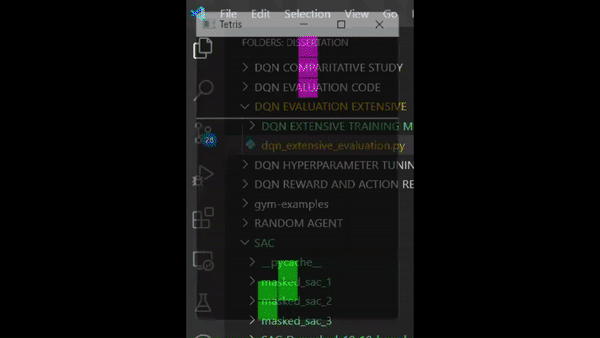 File Edit Selection View Go
Tetris
FOLDERS: DISSERTATION
DQN COMPARITATIVE STUDY
DQN EVALUATION CODE
DQN EVALUATION EXTENSIVE
DQN EXTENSIVE TRAINING M
28
dqn_extensive_evaluation.py
DQN HYPERPARAMETER TUNIN
DQN REWARD AND ACTION RE
gym-examples
RANDOM AGENT
SAC
__pycache__
masked_sac_1
masked_sac_2
masked_sac_3